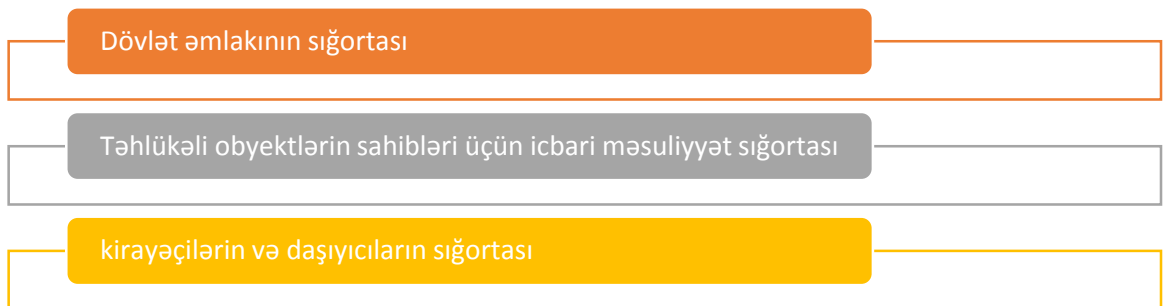 Dövlət əmlakının sığortası
Təhlükəli obyektlərin sahibləri üçün icbari məsuliyyət sığortası
kirayəçilərin və daşıyıcıların sığortası